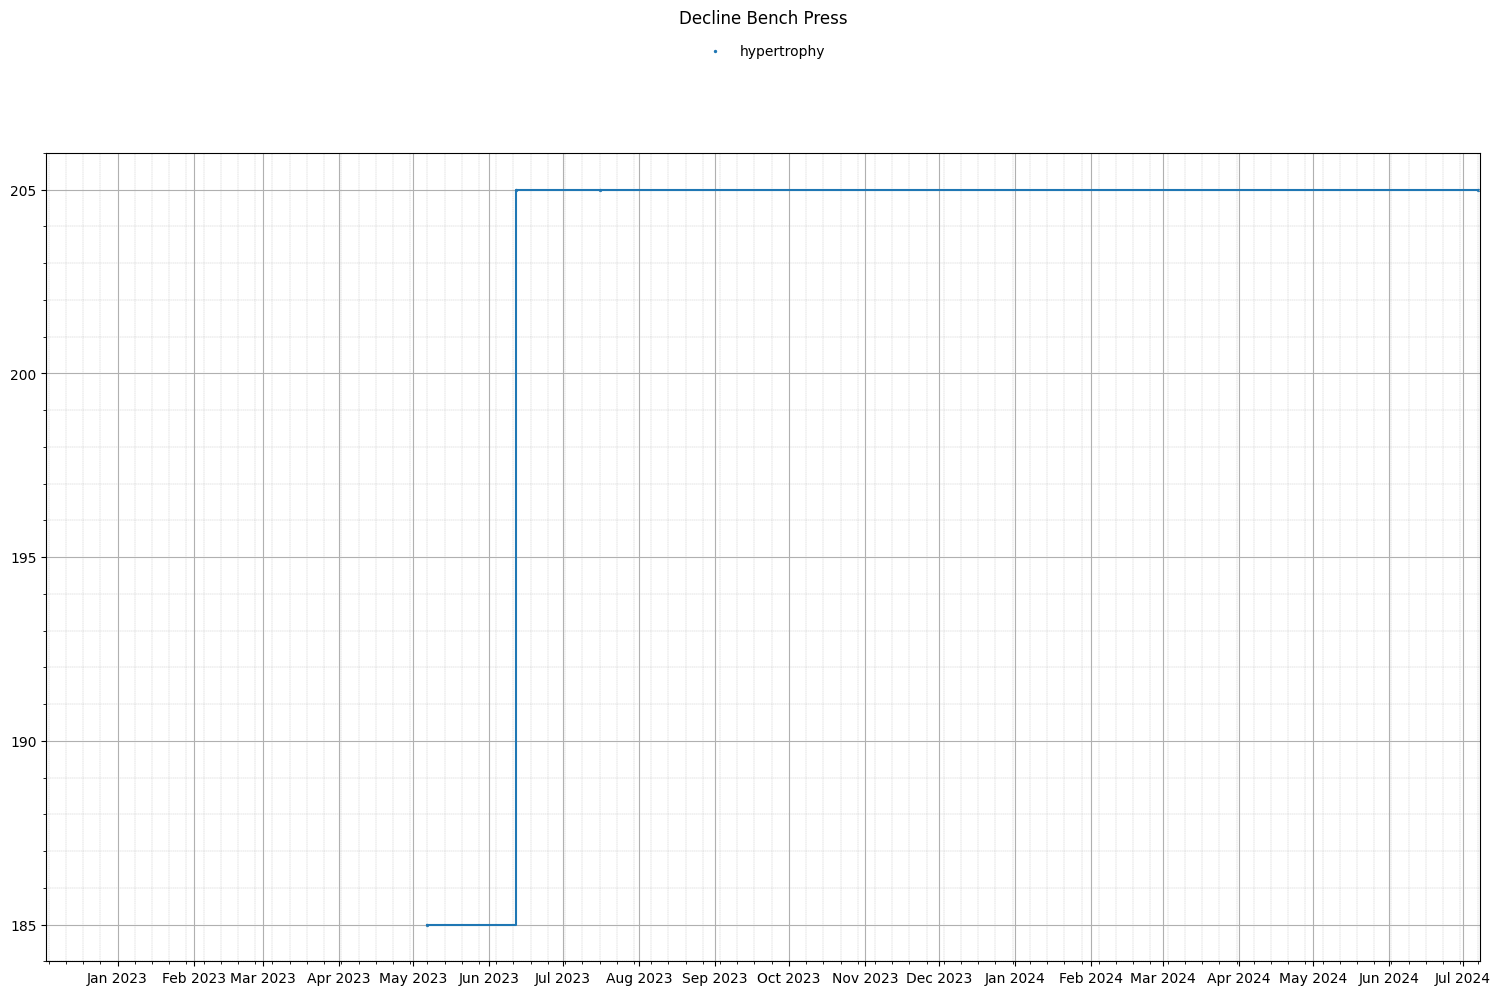 Decline Bench Press
hypertrophy
205
200
195
190
185
Jan 2023 Feb 2023 Mar 2023 Apr 2023 May 2023 Jun 2023 Jul 2023 Aug 2023 Sep 2023 Oct 2023 Nov 2023 Dec 2023 Jan 2024 Feb 2024 Mar 2024 Apr 2024 May 2024 Jun 2024 Jul 2024